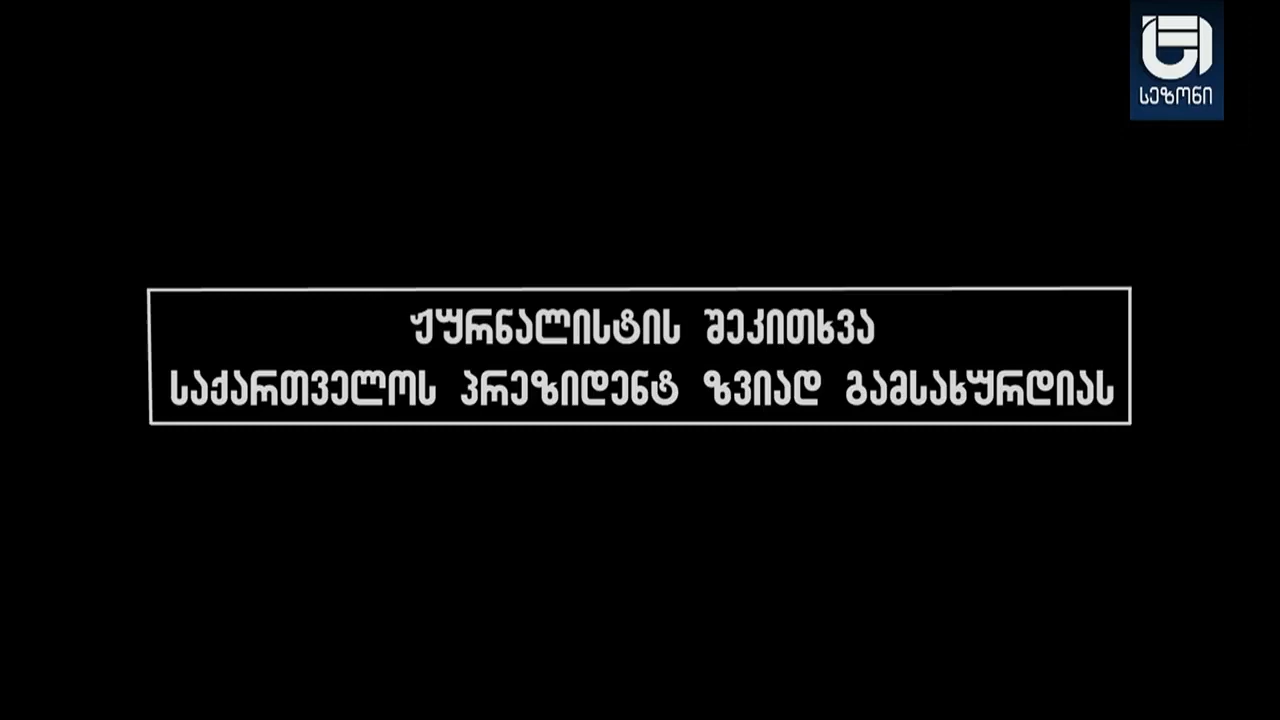 სეზონი
ჟურნალისტის შეკითხვა
საქართველოს პრეზიდენტ ზვიად გამსახურდიას